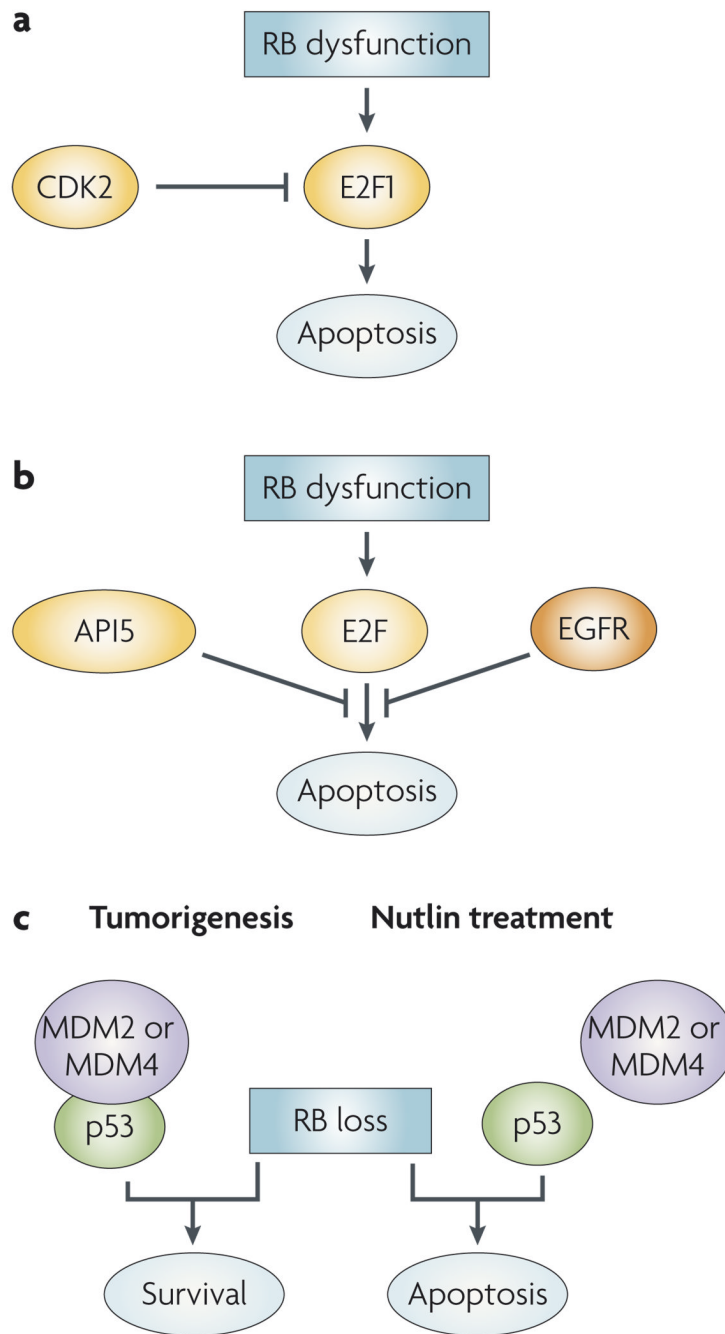 a
RB dysfunction
CDK2
E2F1
Apoptosis
b
RB dysfunction
API5
E2F
EGFR
Apoptosis
c
Tumorigenesis
Nutlin treatment
MDM2 or
MDM4
p53
RB loss
p53
MDM2 or
MDM4
Survival
Apoptosis